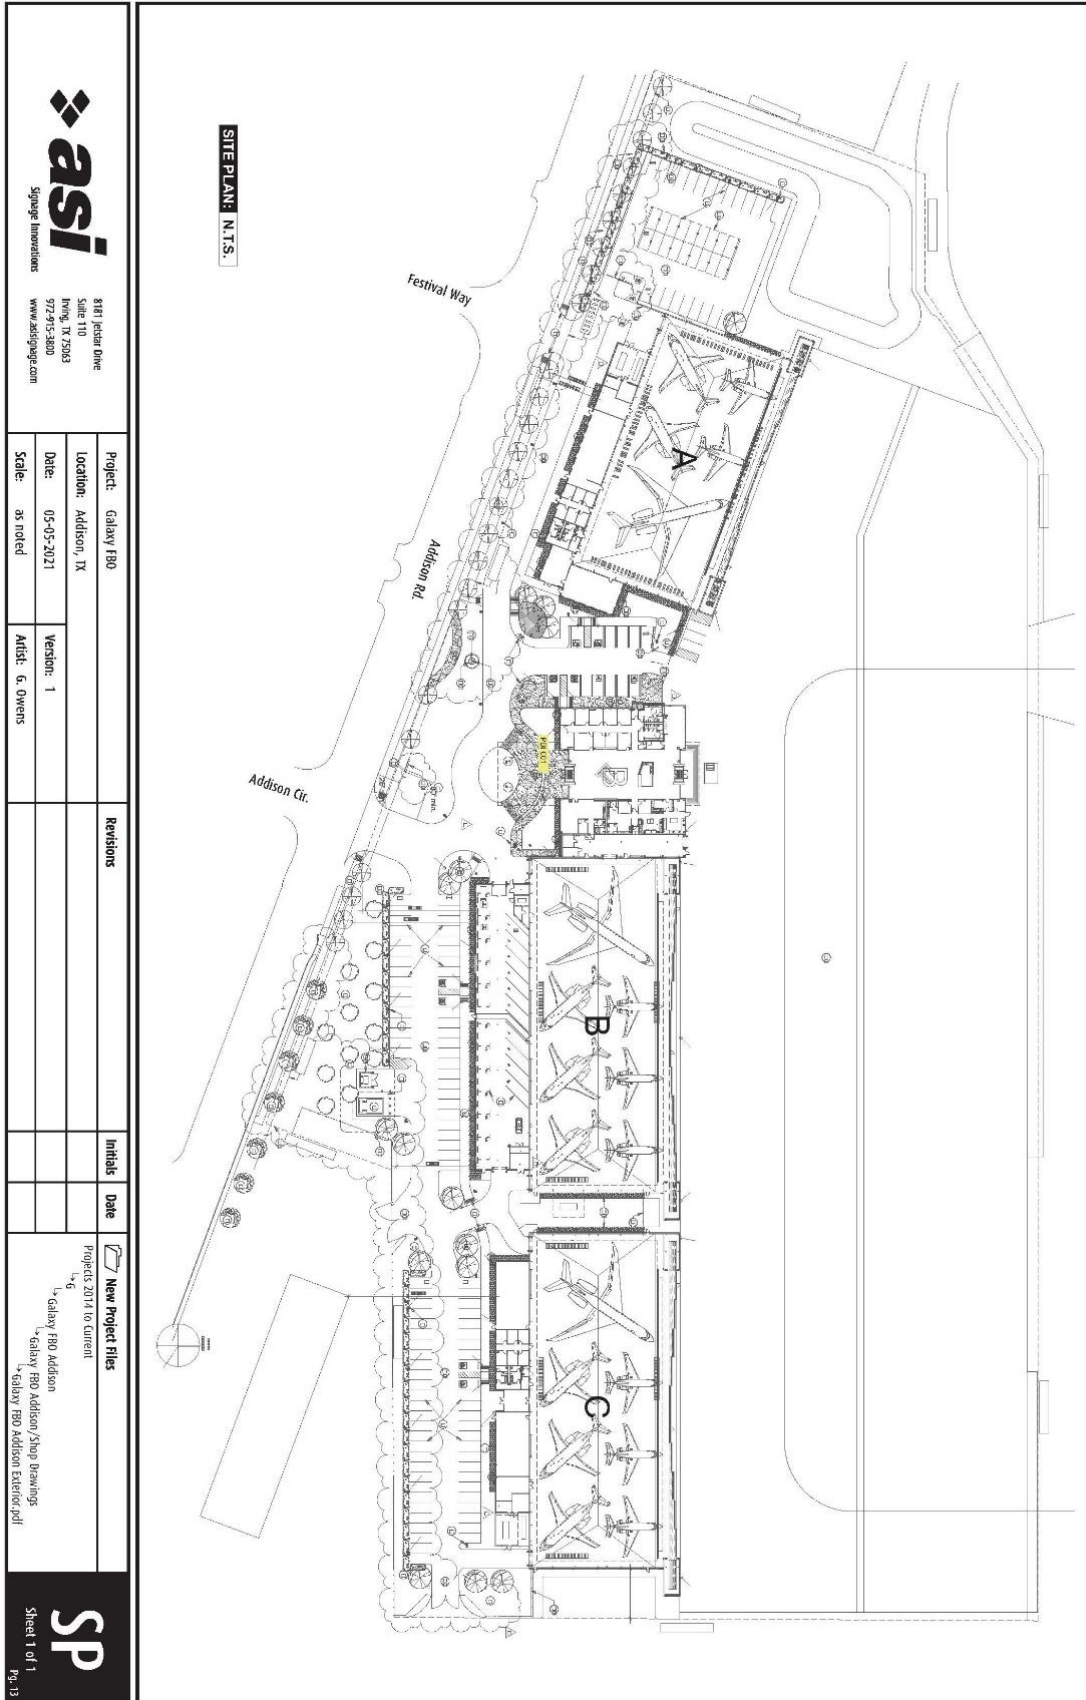 SITE PLAN: N.T.S.
Festival Way
Addison Rd.
Addison Cir.
A
B
B
C
asi
Signage Innovations
8181 Jetstar Drive
Suite 110
Irving, TX 75063
972-915-3800
www.asisignage.com
Project: Galaxy FBO
Location: Addison, TX
Date: 05-05-2021
Version: 1
Scale: as noted
Artist: G. Owens
Revisions
Initials
Date
New Project Files
Projects 2014 to Current
G
Galaxy FBO Addison
Galaxy FBO Addison/Shop Drawings
Galaxy FBO Addison Exterior.pdf
SP
Sheet 1 of 1
Pg. 13